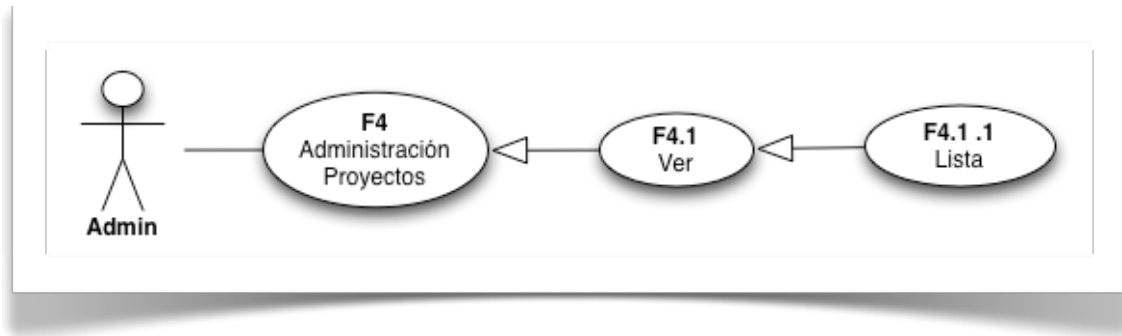 F4
Administración
Proyectos
F4.1
Ver
F4.1 .1
Lista
Admin